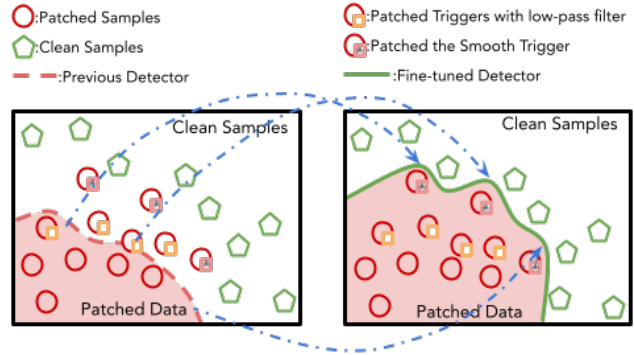 :Patched Samples
:Clean Samples
:Previous Detector
:Patched Triggers with low-pass filter
:Patched the Smooth Trigger
:Fine-tuned Detector
Clean Samples
Patched Data
Clean Samples
Patched Data